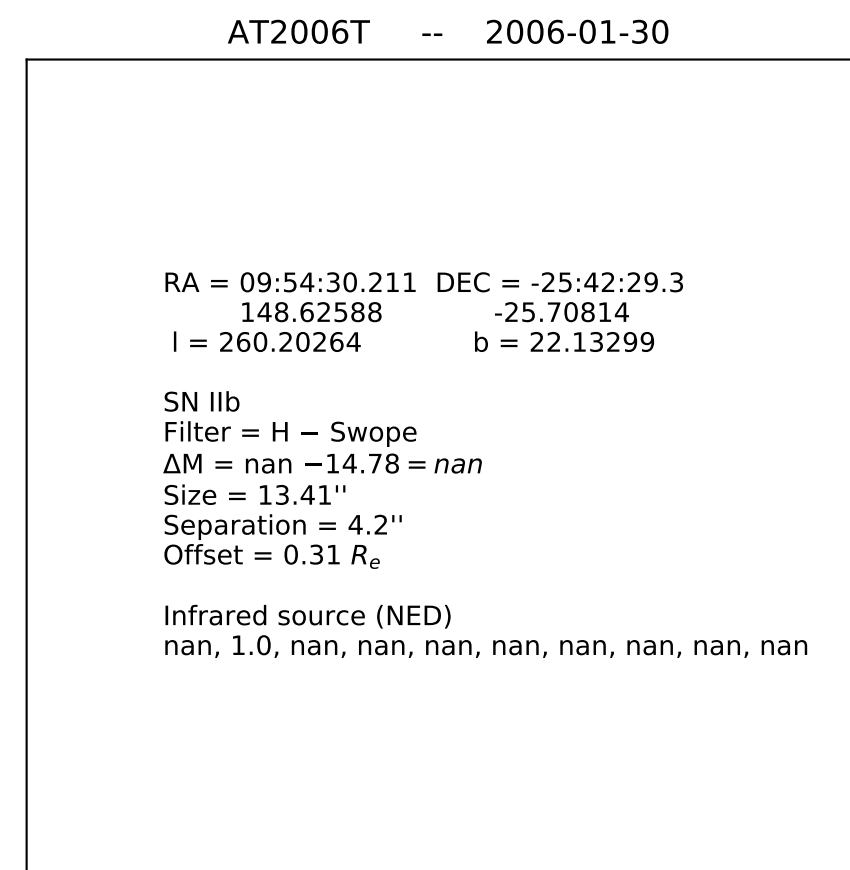 AT2006T -- 2006-01-30
RA = 09:54:30.211 DEC = -25:42:29.3
148.62588 -25.70814
l = 260.20264 b = 22.13299
SN IIb
Filter = H − Swope
ΔM = nan −14.78 = nan
Size = 13.41''
Separation = 4.2''
Offset = 0.31 Rₑ
Infrared source (NED)
nan, 1.0, nan, nan, nan, nan, nan, nan, nan, nan